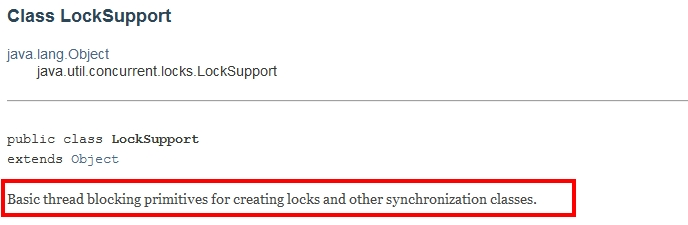 Class LockSupport
java.lang.Object
java.util.concurrent.locks.LockSupport
public class LockSupport
extends Object
Basic thread blocking primitives for creating locks and other synchronization classes.